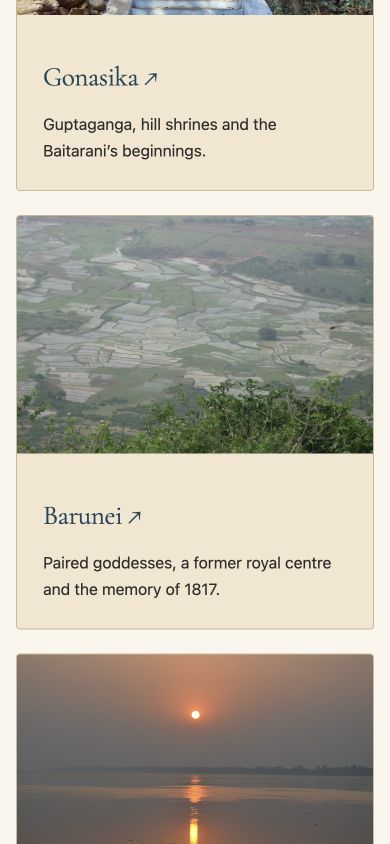 Gonasika ↗
Guptaganga, hill shrines and the
Baitarani’s beginnings.
Barunei ↗
Paired goddesses, a former royal centre
and the memory of 1817.